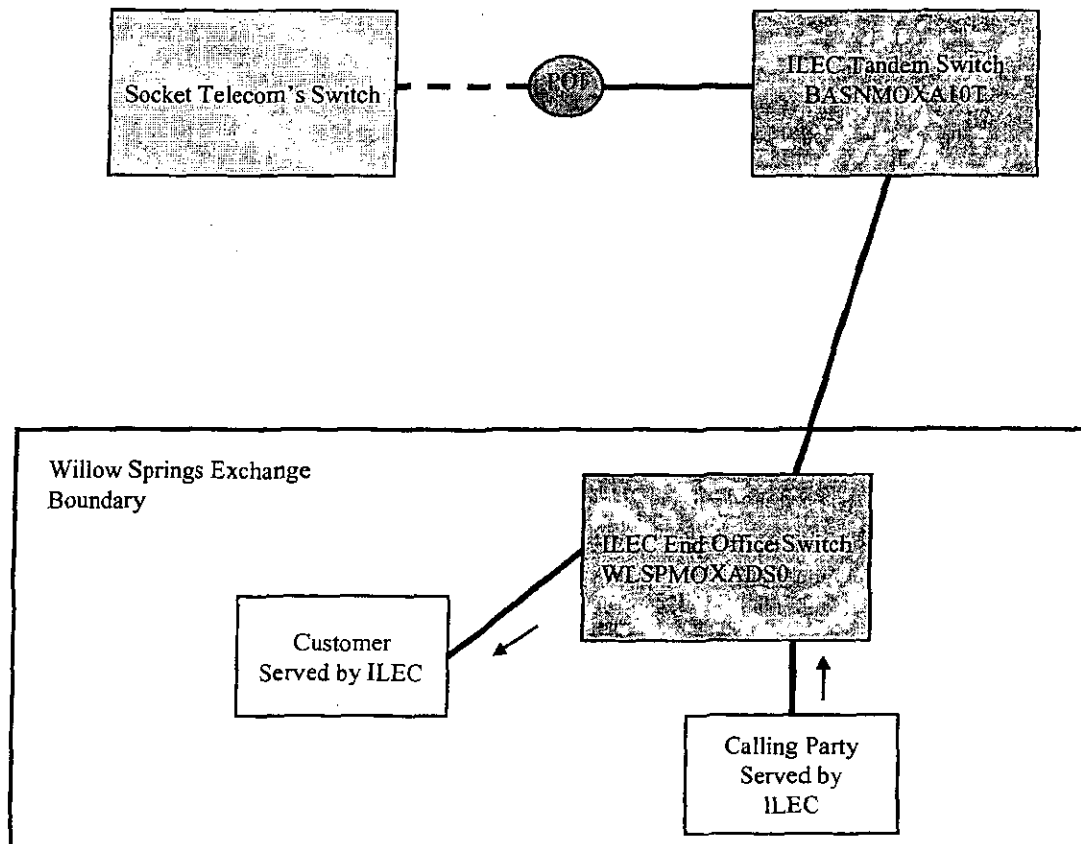 Socket Telecom's Switch
POI
ILEC Tandem Switch
BASNMOXA10T
Willow Springs Exchange
Boundary
ILEC End Office Switch
WLSPMOXADS0
Customer
Served by ILEC
Calling Party
Served by
ILEC